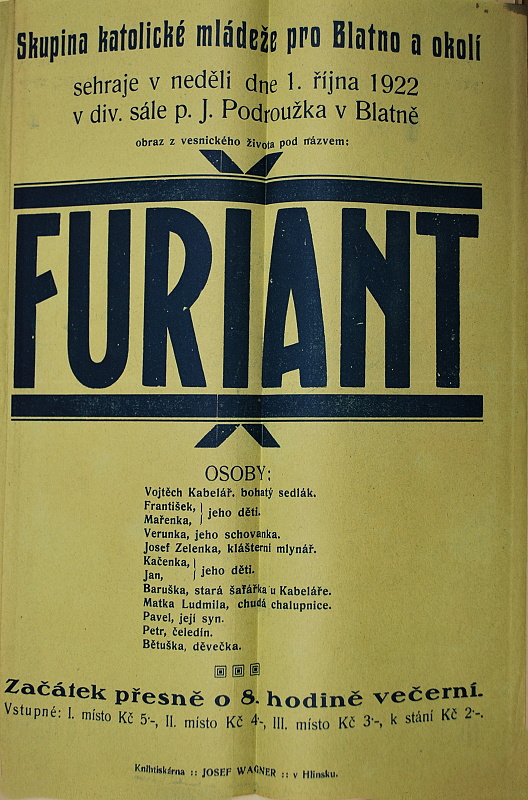 Skupina katolické mládeže pro Blatno a okolí
sehraje v neděli dne 1. října 1922
v div. sále p. J. Podroužka v Blatně
obraz z vesnického života pod názvem:
FURIANT
OSOBY:
Vojtěch Kabelář. bohatý sedlák.
František, } jeho děti.
Mařenka,
Verunka, jeho schovanka.
Josef Zelenka, klášterní mlynář.
Kačenka, } jeho děti.
Jan,
Baruška, stará šafářka u Kabeláře.
Matka Ludmila, chudá chalupnice.
Pavel, její syn.
Petr, čeledín.
Bětuška, děvečka.
Začátek přesně o 8. hodině večerní.
Vstupné: I. místo Kč 5·–, II. místo Kč 4·–, III. místo Kč 3·–, k stání Kč 2·–.
Knihtiskárna :: JOSEF WAGNER :: v Hlinsku.